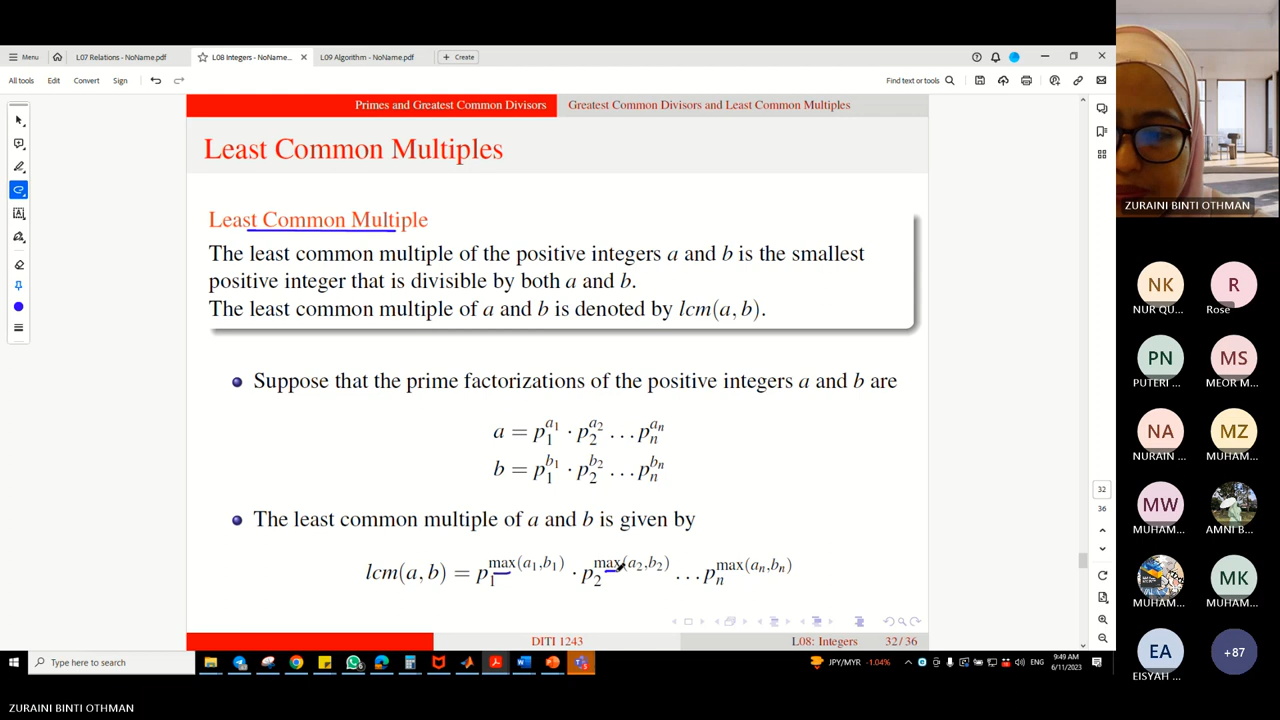 Menu
L07 Relations - NoName.pdf
L08 Integers - NoName...
L09 Algorithm - NoName.pdf
+ Create
All tools Edit Convert Sign
Find text or tools
Primes and Greatest Common Divisors
Greatest Common Divisors and Least Common Multiples
Least Common Multiples
Least Common Multiple
The least common multiple of the positive integers a and b is the smallest
positive integer that is divisible by both a and b.
The least common multiple of a and b is denoted by lcm(a, b).
Suppose that the prime factorizations of the positive integers a and b are
a = p₁^{a₁} · p₂^{a₂} … pₙ^{aₙ}
b = p₁^{b₁} · p₂^{b₂} … pₙ^{bₙ}
The least common multiple of a and b is given by
lcm(a, b) = p₁^{max(a₁,b₁)} · p₂^{max(a₂,b₂)} … pₙ^{max(aₙ,bₙ)}
DITI 1243
L08: Integers 32 / 36
32
36
Type here to search
JPY/MYR -1.04%
ENG
9:49 AM
6/11/2023
ZURAINI BINTI OTHMAN
NK
NUR QU...
R
Rose
PN
PUTERI ...
MS
MEOR M...
NA
NURAIN ...
MZ
MUHAM...
MW
MUHAM...
AMNI B...
MUHAM...
MK
MUHAM...
EA
EISYAH ...
+87
ZURAINI BINTI OTHMAN